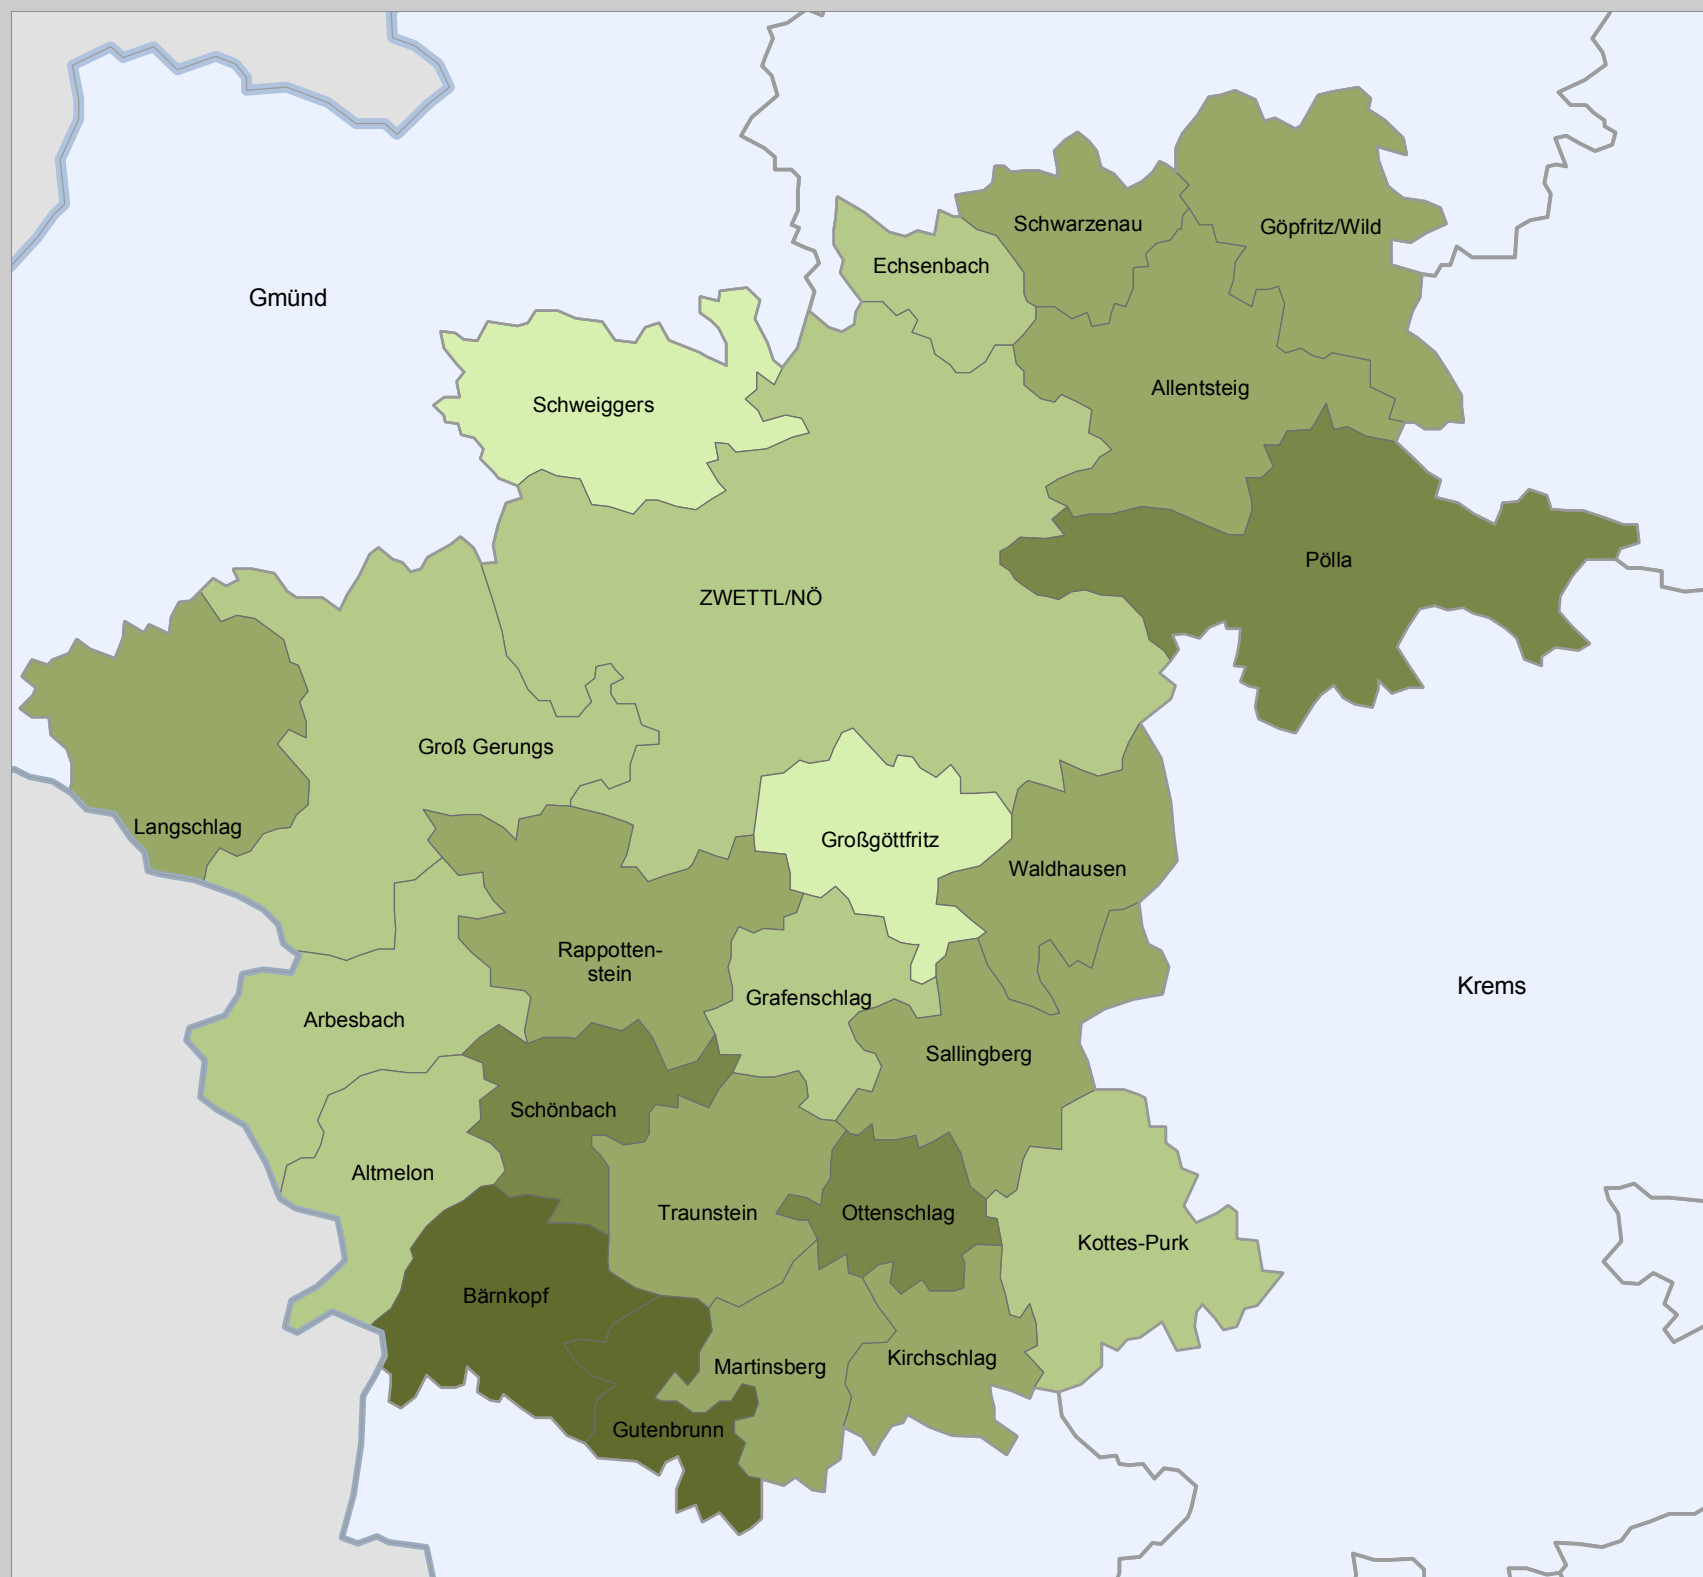 Schwarzenau
Göpfritz/Wild
Echsenbach
Gmünd
Allentsteig
Schweiggers
Pölla
ZWETTL/NÖ
Groß Gerungs
Langschlag
Großgöttfritz
Waldhausen
Rappotten-
stein
Krems
Grafenschlag
Arbesbach
Sallingberg
Schönbach
Altmelon
Traunstein
Ottenschlag
Kottes-Purk
Bärnkopf
Kirchschlag
Martinsberg
Gutenbrunn